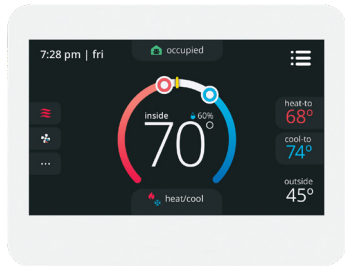 7:28 pm | fri
occupied
inside
60%
70°
heat-to
68°
cool-to
74°
outside
45°
heat/cool